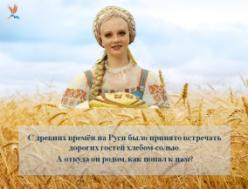 С древних времён на Руси было принято встречать
дорогих гостей хлебом-солью.
А откуда он родом, как попал к нам?